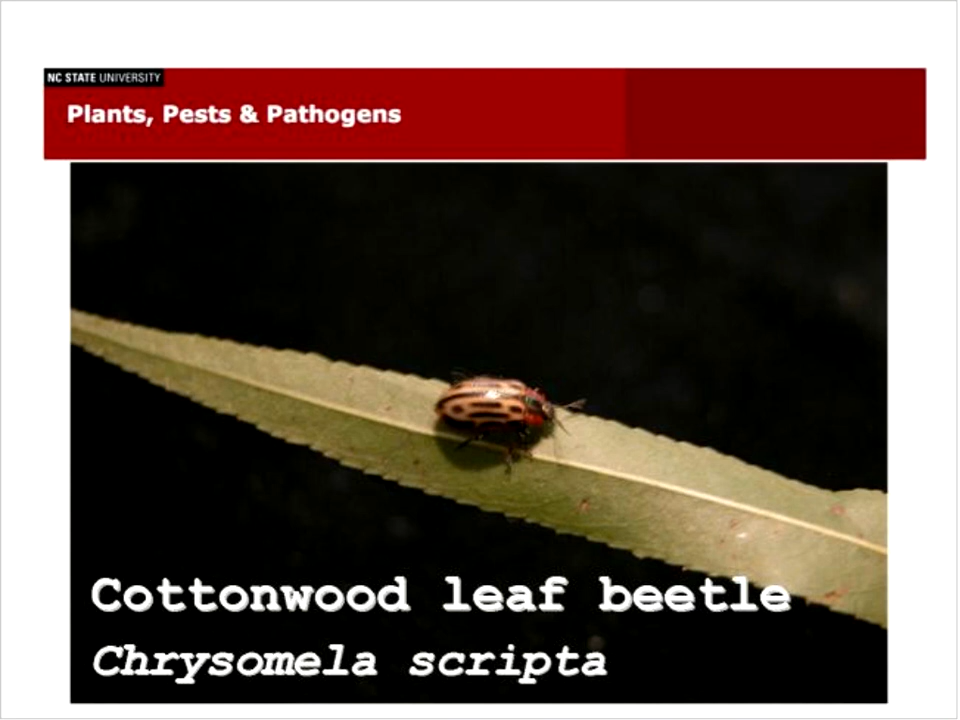 NC STATE UNIVERSITY
Plants, Pests & Pathogens
Cottonwood leaf beetle
Chrysomela scripta